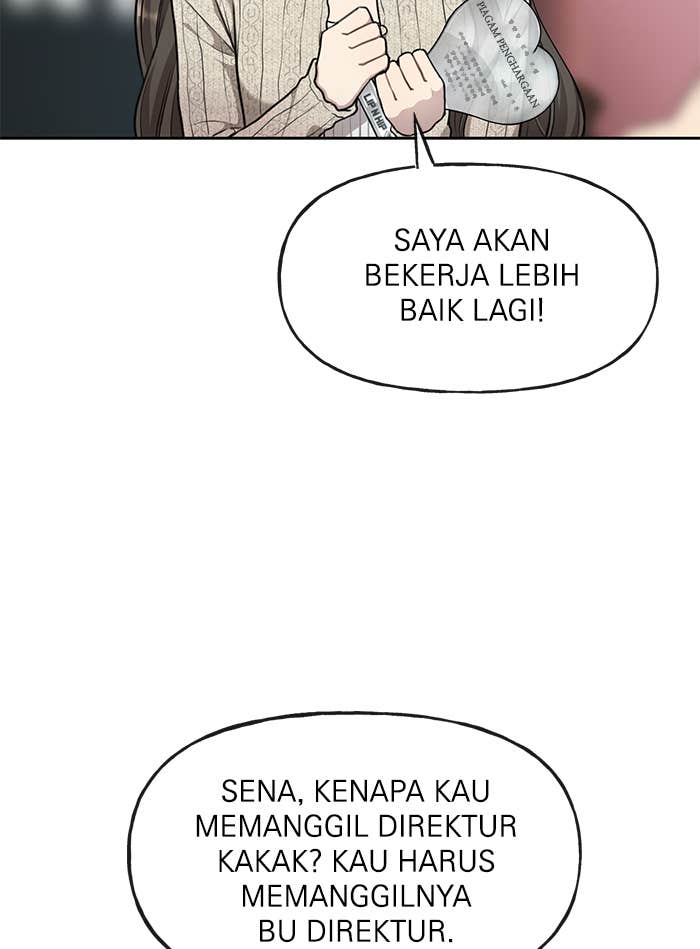 PIAGAM PENGHARGAAN
LIP N HIP
SAYA AKAN
BEKERJA LEBIH
BAIK LAGI!
SENA, KENAPA KAU
MEMANGGIL DIREKTUR
KAKAK? KAU HARUS
MEMANGGILNYA
BU DIREKTUR.